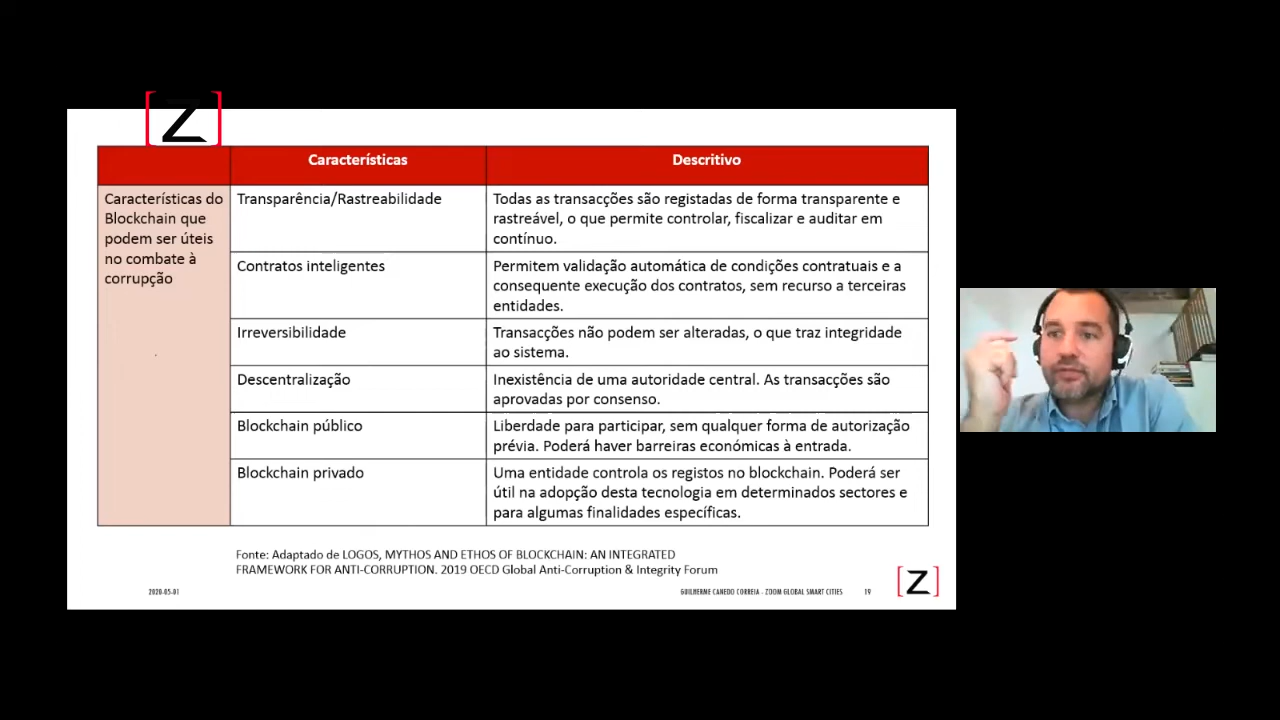 [Z]
Características
Descritivo
Características do
Blockchain que
podem ser úteis
no combate à
corrupção
Transparência/Rastreabilidade
Todas as transacções são registadas de forma transparente e
rastreável, o que permite controlar, fiscalizar e auditar em
contínuo.
Contratos inteligentes
Permitem validação automática de condições contratuais e a
consequente execução dos contratos, sem recurso a terceiras
entidades.
Irreversibilidade
Transacções não podem ser alteradas, o que traz integridade
ao sistema.
Descentralização
Inexistência de uma autoridade central. As transacções são
aprovadas por consenso.
Blockchain público
Liberdade para participar, sem qualquer forma de autorização
prévia. Poderá haver barreiras económicas à entrada.
Blockchain privado
Uma entidade controla os registos no blockchain. Poderá ser
útil na adopção desta tecnologia em determinados sectores e
para algumas finalidades específicas.
Fonte: Adaptado de LOGOS, MYTHOS AND ETHOS OF BLOCKCHAIN: AN INTEGRATED
FRAMEWORK FOR ANTI-CORRUPTION. 2019 OECD Global Anti-Corruption & Integrity Forum
2020-05-01
GUILHERME CANEDO CORREIA - ZOOM GLOBAL SMART CITIES
19
[Z]